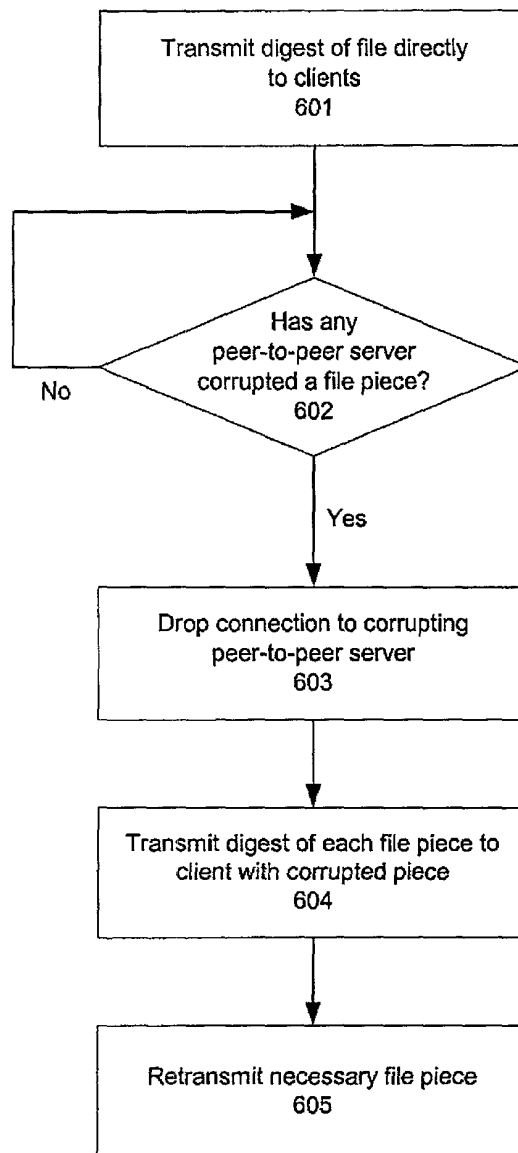 Transmit digest of file directly
to clients
601
Has any
peer-to-peer server
corrupted a file piece?
602
No
Yes
Drop connection to corrupting
peer-to-peer server
603
Transmit digest of each file piece to
client with corrupted piece
604
Retransmit necessary file piece
605